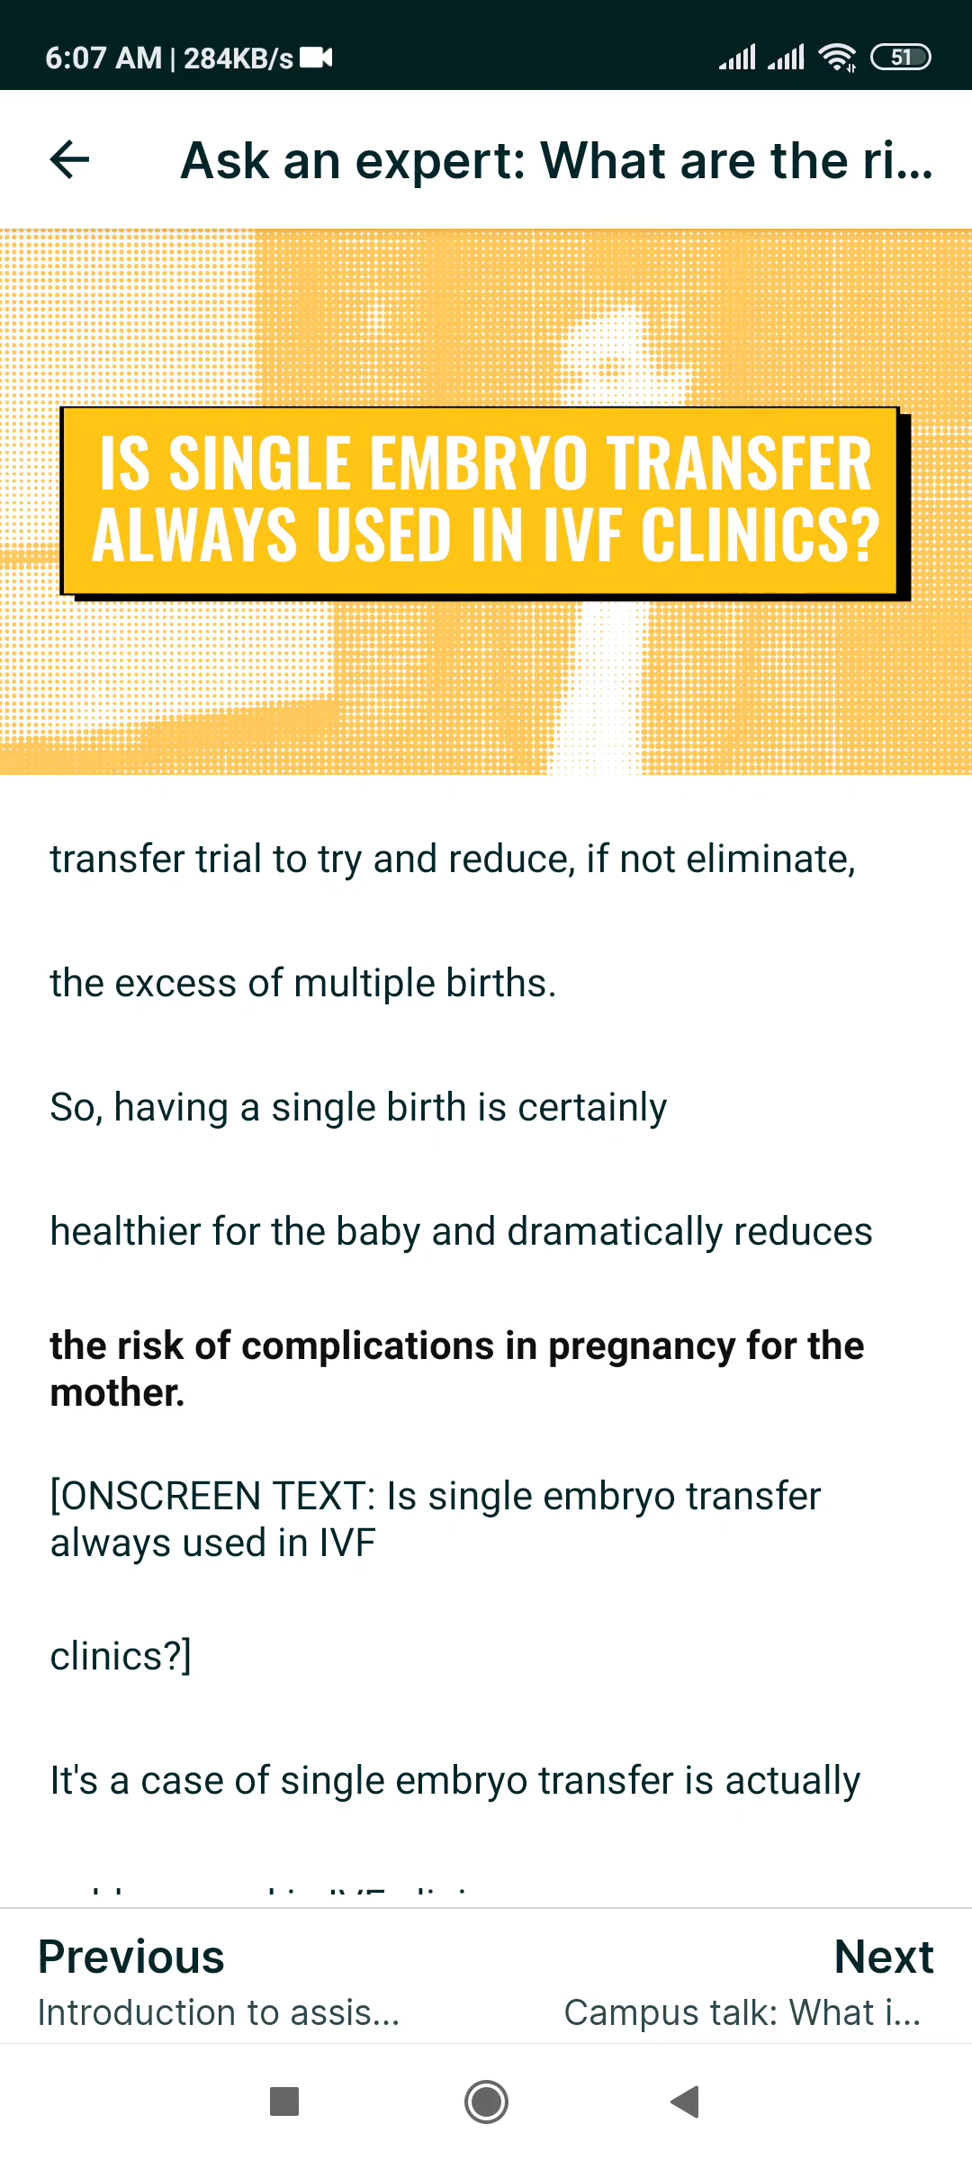 6:07 AM | 284KB/s
51
Ask an expert: What are the ri...
IS SINGLE EMBRYO TRANSFER
ALWAYS USED IN IVF CLINICS?
transfer trial to try and reduce, if not eliminate,
the excess of multiple births.
So, having a single birth is certainly
healthier for the baby and dramatically reduces
the risk of complications in pregnancy for the
mother.
[ONSCREEN TEXT: Is single embryo transfer
always used in IVF
clinics?]
It's a case of single embryo transfer is actually
Previous
Next
Introduction to assis...
Campus talk: What i...